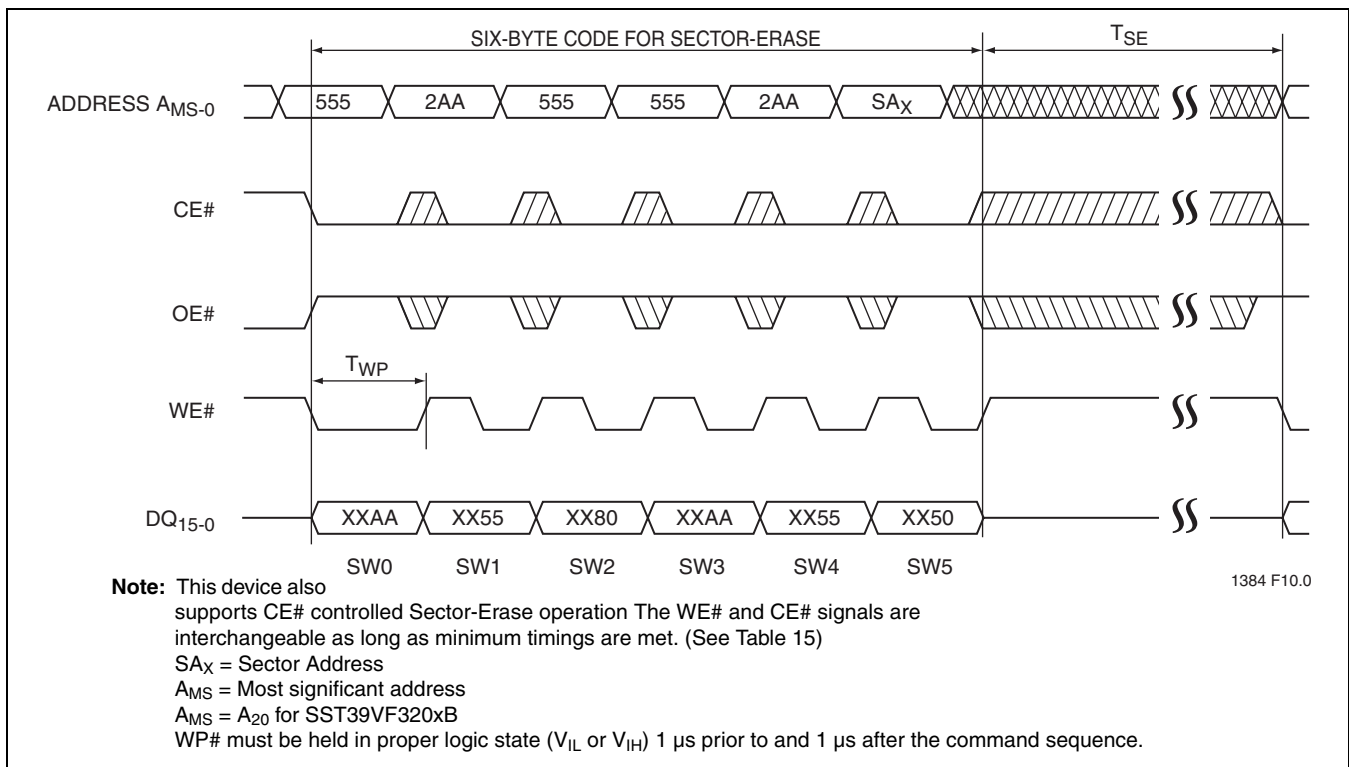 SIX-BYTE CODE FOR SECTOR-ERASE TSE
ADDRESS AMS-0 555 2AA 555 555 2AA SAX
CE#
OE#
TWP
WE#
DQ15-0 XXAA XX55 XX80 XXAA XX55 XX50
SW0 SW1 SW2 SW3 SW4 SW5
1384 F10.0
Note: This device also
supports CE# controlled Sector-Erase operation The WE# and CE# signals are
interchangeable as long as minimum timings are met. (See Table 15)
SAX = Sector Address
AMS = Most significant address
AMS = A20 for SST39VF320xB
WP# must be held in proper logic state (VIL or VIH) 1 µs prior to and 1 µs after the command sequence.